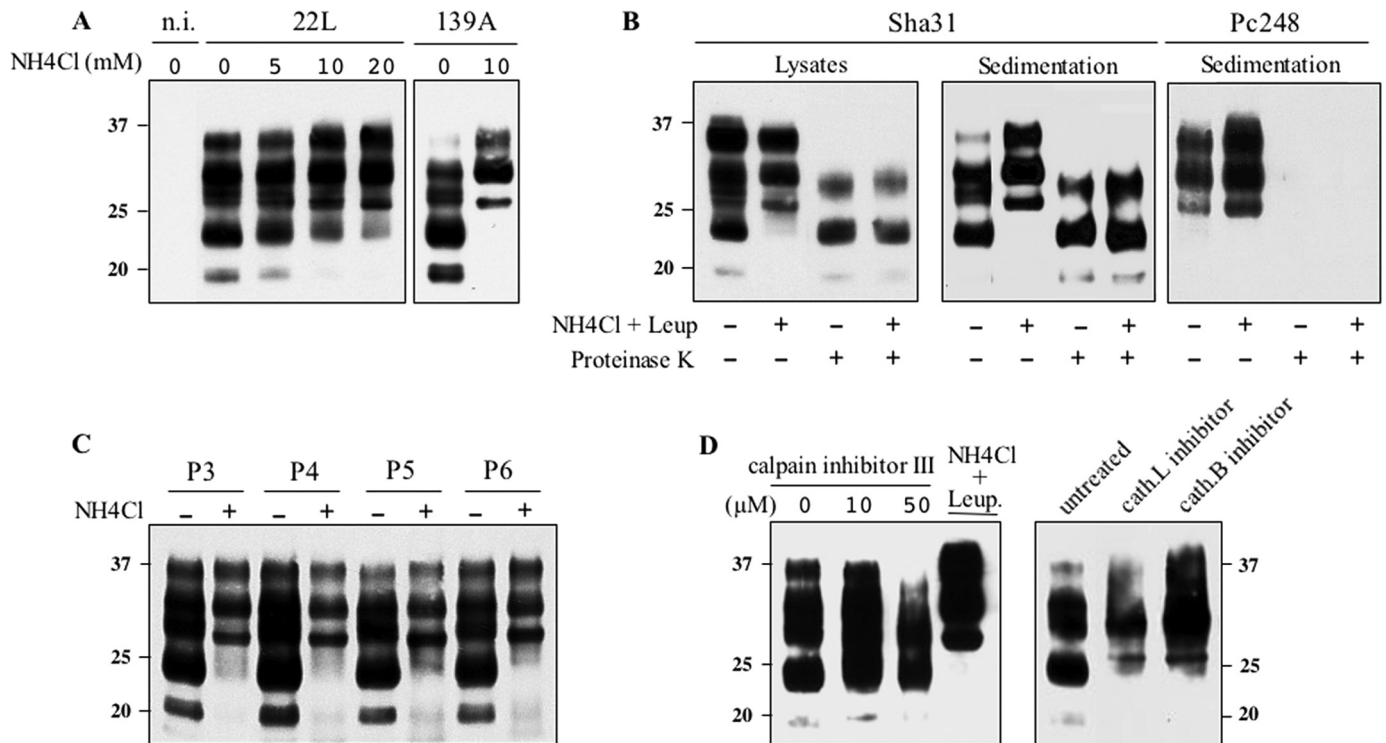 A
n.i. 22L 139A
NH4Cl (mM) 0 0 5 10 20 0 10
37
25
20
B
Sha31 Pc248
Lysates Sedimentation Sedimentation
37
25
20
NH4Cl + Leup – + – + – + – + – + – +
Proteinase K – – + + – – + + – – + +
C
P3 P4 P5 P6
NH4Cl – + – + – + – +
37
25
20
D
calpain inhibitor III
(µM) 0 10 50
NH4Cl
+
Leup.
untreated
cath.L inhibitor
cath.B inhibitor
37 37
25 25
20 20